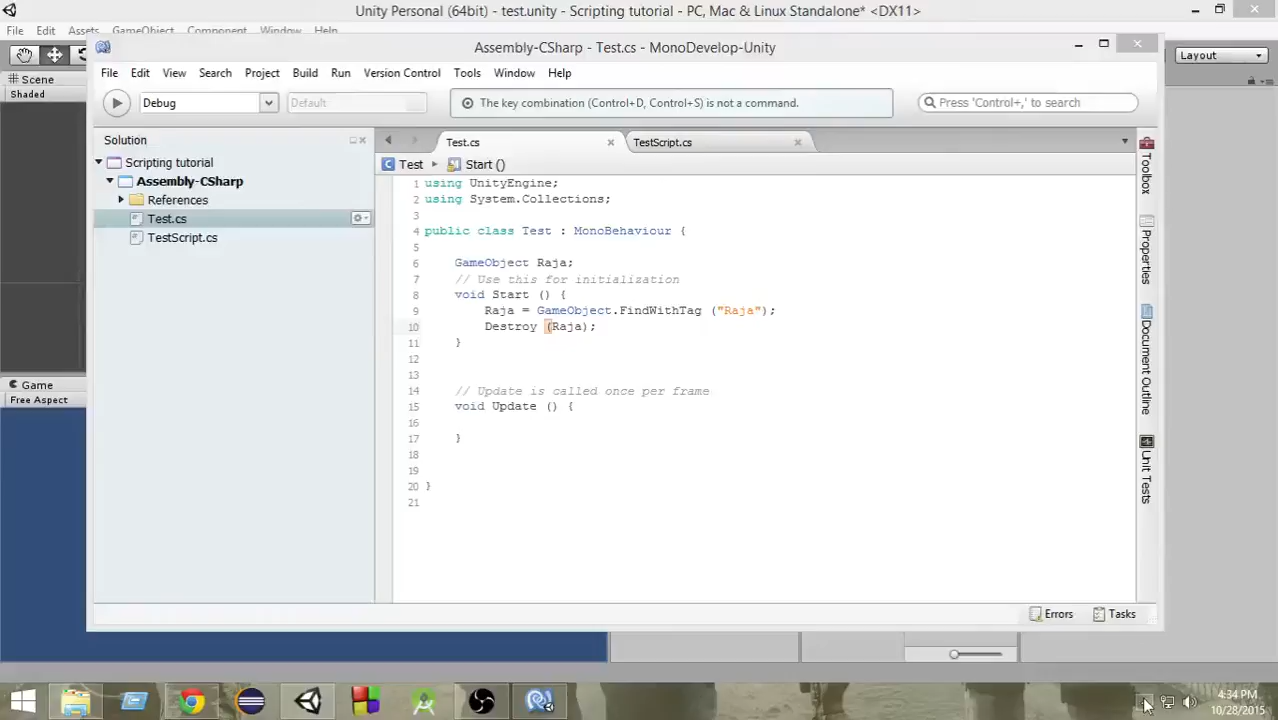 Unity Personal (64bit) - test.unity - Scripting tutorial - PC, Mac & Linux Standalone* <DX11>
File Edit Assets GameObject Component Window Help
Assembly-CSharp - Test.cs - MonoDevelop-Unity
Layout
Scene
Shaded
File Edit View Search Project Build Run Version Control Tools Window Help
Debug
Default
The key combination (Control+D, Control+S) is not a command.
Press 'Control+,' to search
Solution
Test.cs
TestScript.cs
Scripting tutorial
Assembly-CSharp
References
Test.cs
TestScript.cs
Test
Start ()
1 using UnityEngine;
2 using System.Collections;
3
4 public class Test : MonoBehaviour {
5
6 GameObject Raja;
7 // Use this for initialization
8 void Start () {
9 Raja = GameObject.FindWithTag ("Raja");
10 Destroy (Raja);
11 }
12
13
14 // Update is called once per frame
15 void Update () {
16
17 }
18
19
20 }
21
Toolbox
Properties
Document Outline
Unit Tests
Game
Free Aspect
Errors
Tasks
4:34 PM
10/28/2015